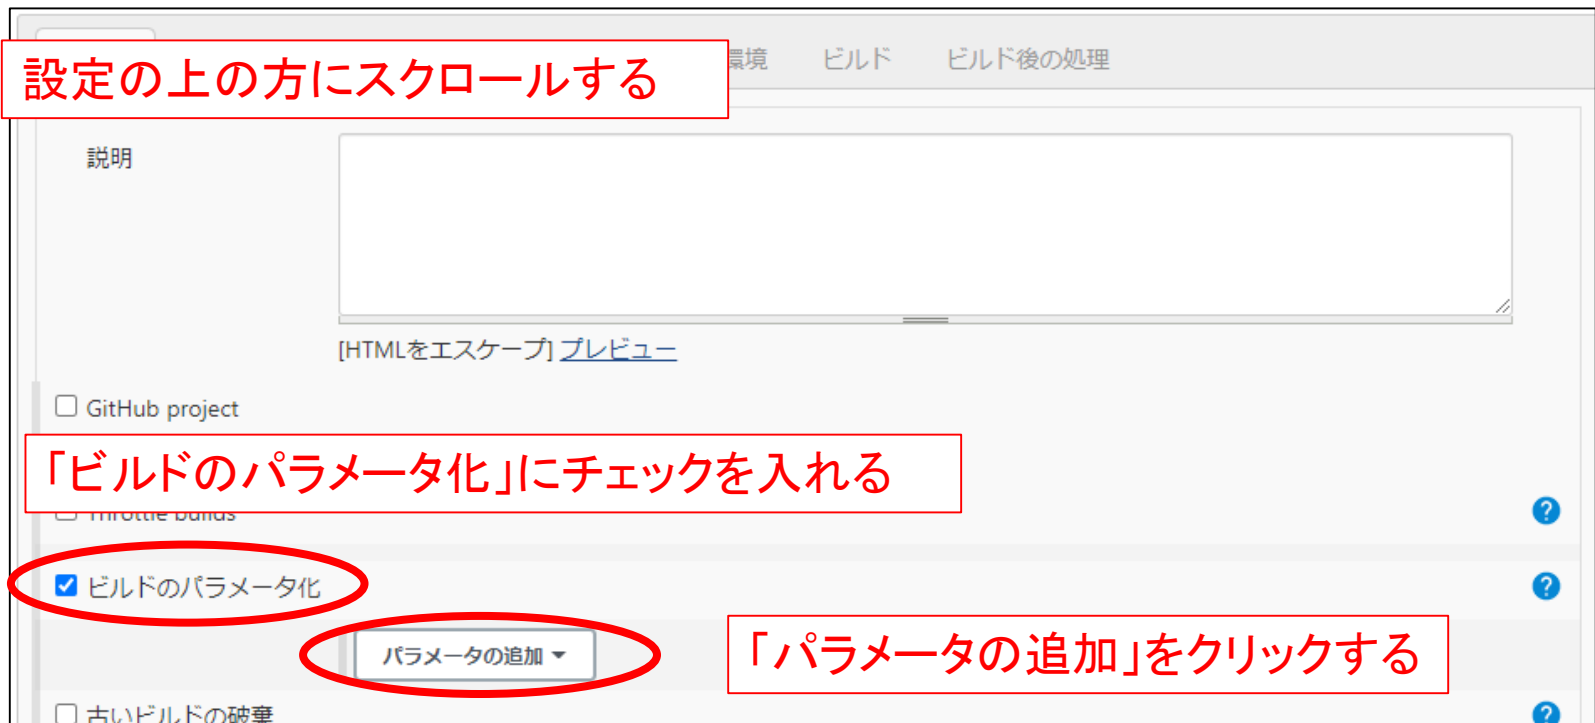 設定の上の方にスクロールする
環境 ビルド ビルド後の処理
説明
[HTMLをエスケープ] プレビュー
GitHub project
「ビルドのパラメータ化」にチェックを入れる
Throttle builds
ビルドのパラメータ化
パラメータの追加
「パラメータの追加」をクリックする
古いビルドの破棄